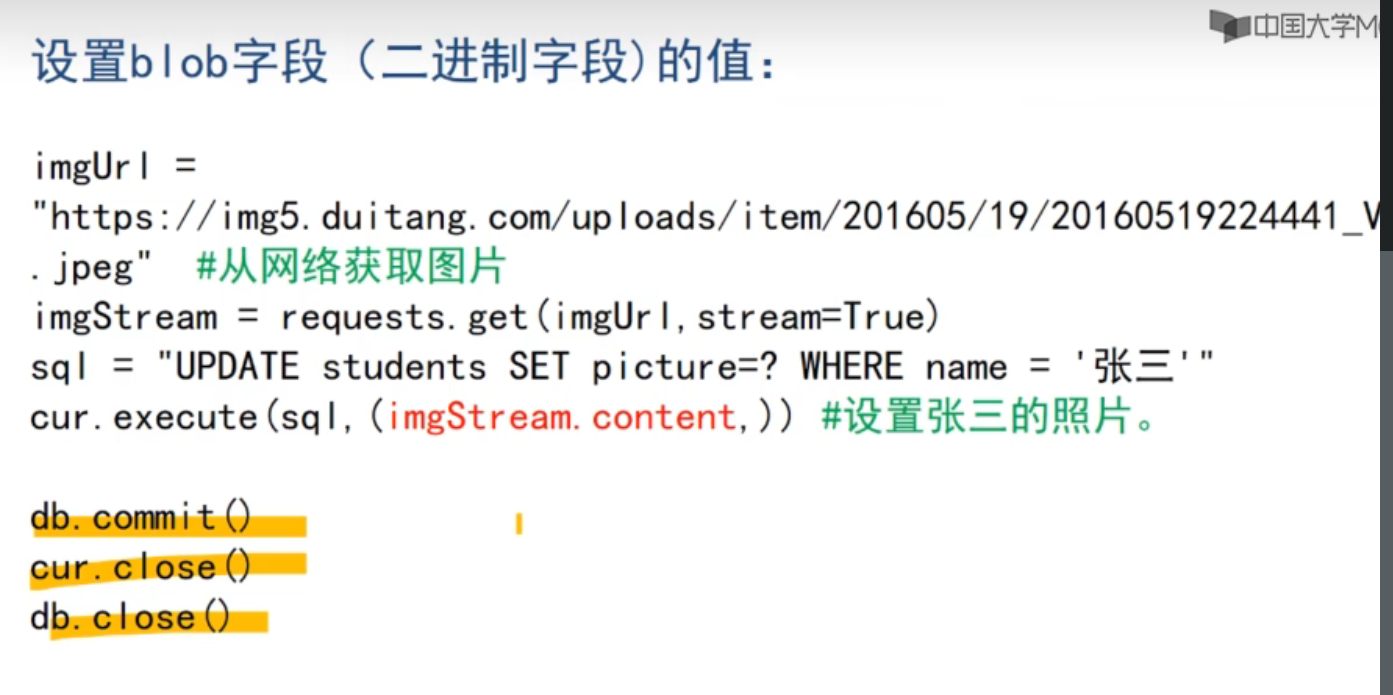 中国大学M
设置blob字段（二进制字段)的值：
imgUrl =
"https://img5.duitang.com/uploads/item/201605/19/20160519224441_V
.jpeg" #从网络获取图片
imgStream = requests.get(imgUrl,stream=True)
sql = "UPDATE students SET picture=? WHERE name = '张三'"
cur.execute(sql,(imgStream.content,)) #设置张三的照片。
db.commit()
cur.close()
db.close()